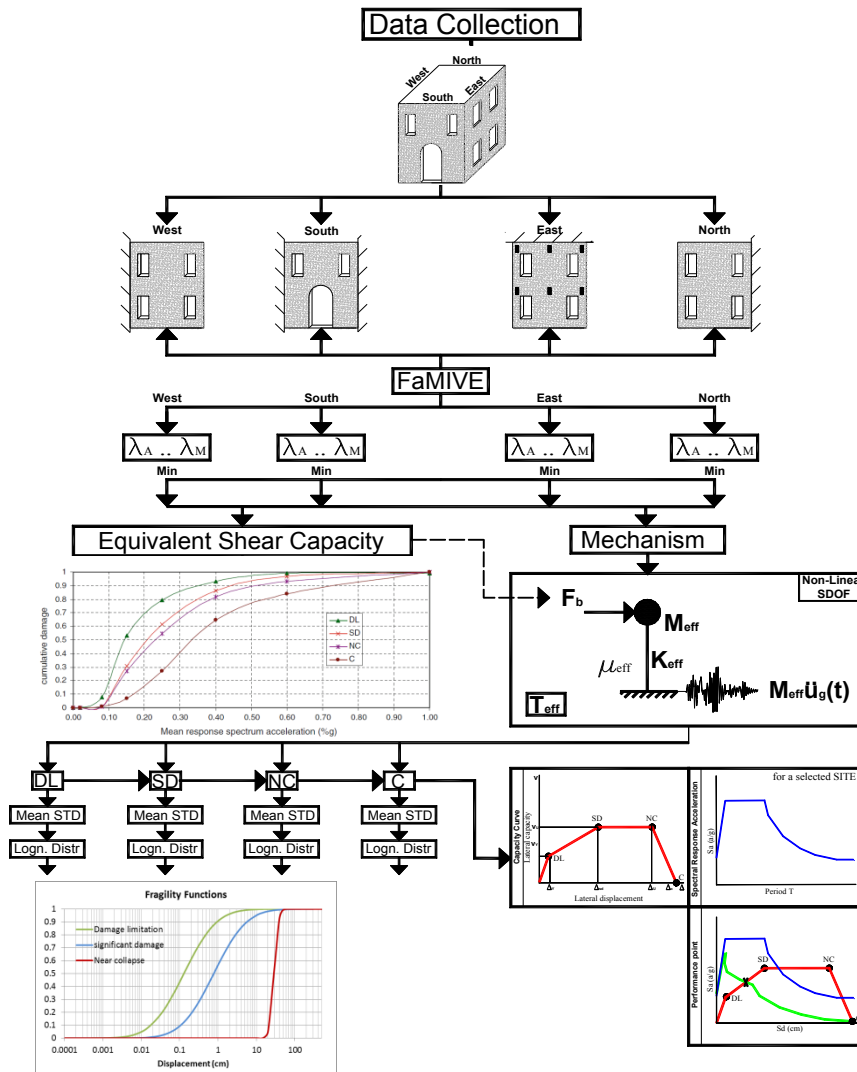 Data Collection
North
West
East
South
West
South
East
North
FaMIVE
West
South
East
North
λA .. λM
λA .. λM
λA .. λM
λA .. λM
Min
Min
Min
Min
Equivalent Shear Capacity
Mechanism
Non-Linea
SDOF
Fb
Meff
μeff
Keff
Teff
Meffüg(t)
1
0.9
0.8
0.7
0.6
0.5
0.4
0.3
0.2
0.1
0
cumulative damage
DL
SD
NC
C
0.00
0.10
0.20
0.30
0.40
0.50
0.60
0.70
0.80
0.90
1.00
Mean response spectrum acceleration (%g)
DL
SD
NC
C
Mean STD
Mean STD
Mean STD
Mean STD
Logn. Distr
Logn. Distr
Logn. Distr
Logn. Distr
Capacity Curve
Lateral capacity
SD
NC
DL
C
Lateral displacement
Spectral Response Acceleration
for a selected SITE
Sa (a/g)
Period T
Performance point
Sa (a/g)
SD
NC
DL
Sd (cm)
Fragility Functions
1
0.9
0.8
0.7
0.6
0.5
0.4
0.3
0.2
0.1
0
Damage limitation
significant damage
Near collapse
0.0001
0.001
0.01
0.1
1
10
100
Displacement (cm)